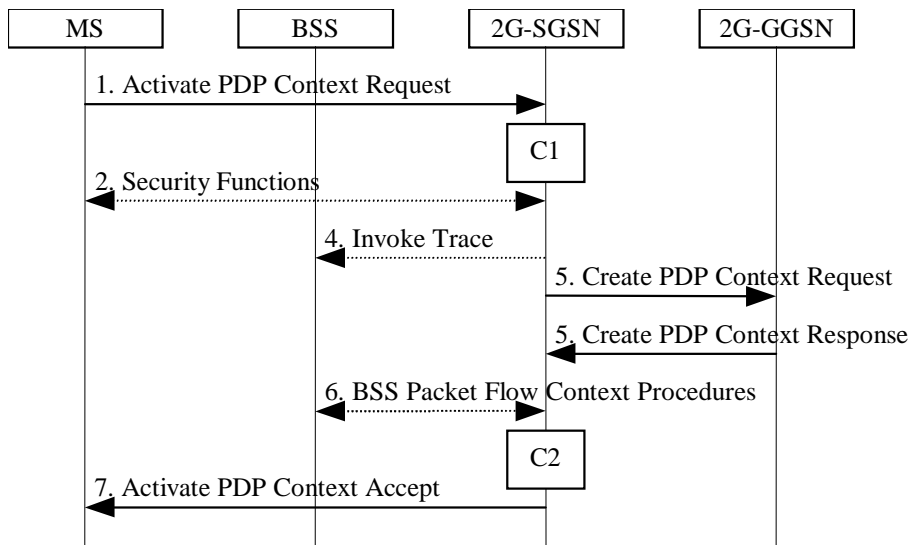 MS BSS 2G-SGSN 2G-GGSN
1. Activate PDP Context Request
C1
2. Security Functions
4. Invoke Trace
5. Create PDP Context Request
5. Create PDP Context Response
6. BSS Packet Flow Context Procedures
C2
7. Activate PDP Context Accept